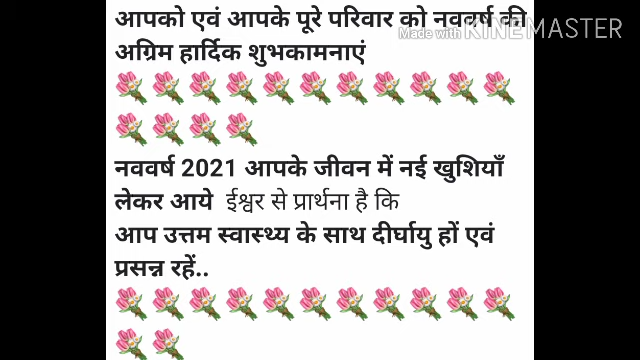 आपको एवं आपके पूरे परिवार को नववर्ष की
Made with KINEMASTER
अग्रिम हार्दिक शुभकामनाएं
💐💐💐💐💐💐💐💐💐💐💐
💐💐💐💐
नववर्ष 2021 आपके जीवन में नई खुशियाँ
लेकर आये ईश्वर से प्रार्थना है कि
आप उत्तम स्वास्थ्य के साथ दीर्घायु हों एवं
प्रसन्न रहें..
💐💐💐💐💐💐💐💐💐💐💐
💐💐